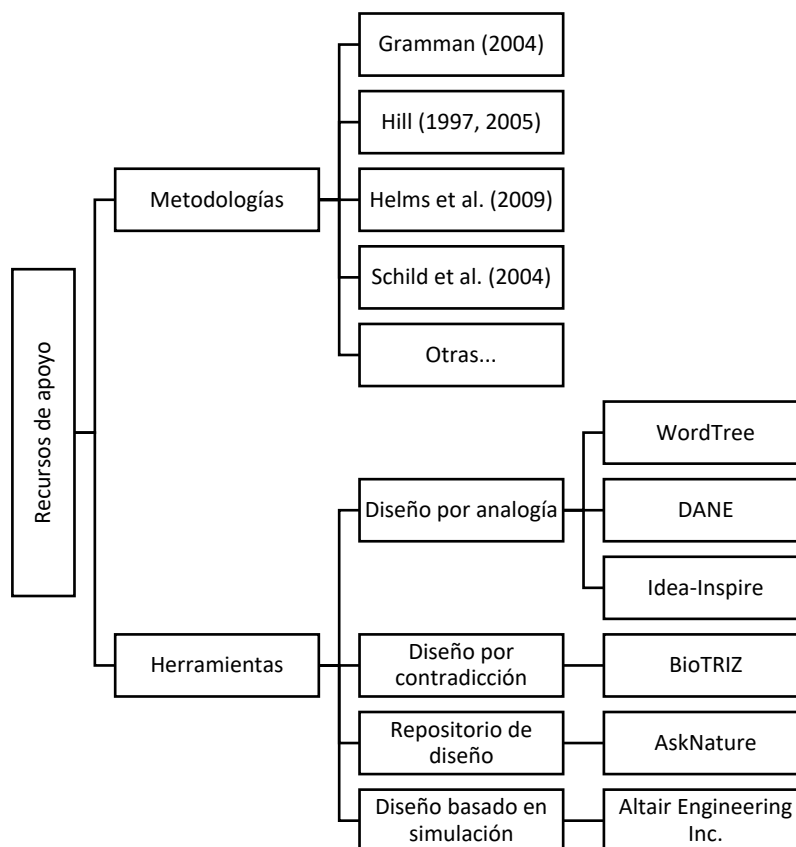 Gramman (2004)
Hill (1997, 2005)
Metodologías
Helms et al. (2009)
Schild et al. (2004)
Otras...
Recursos de apoyo
WordTree
Diseño por analogía
DANE
Idea-Inspire
Herramientas
Diseño por
contradicción
BioTRIZ
Repositorio de
diseño
AskNature
Diseño basado en
simulación
Altair Engineering
Inc.